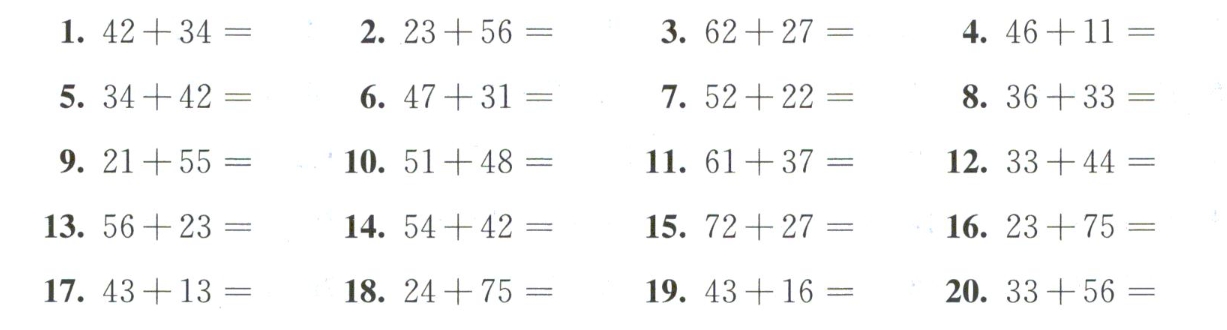 1. 42+34= 2. 23+56= 3. 62+27= 4. 46+11=
5. 34+42= 6. 47+31= 7. 52+22= 8. 36+33=
9. 21+55= 10. 51+48= 11. 61+37= 12. 33+44=
13. 56+23= 14. 54+42= 15. 72+27= 16. 23+75=
17. 43+13= 18. 24+75= 19. 43+16= 20. 33+56=